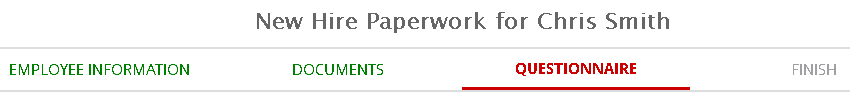 New Hire Paperwork for Chris Smith
EMPLOYEE INFORMATION DOCUMENTS QUESTIONNAIRE FINISH